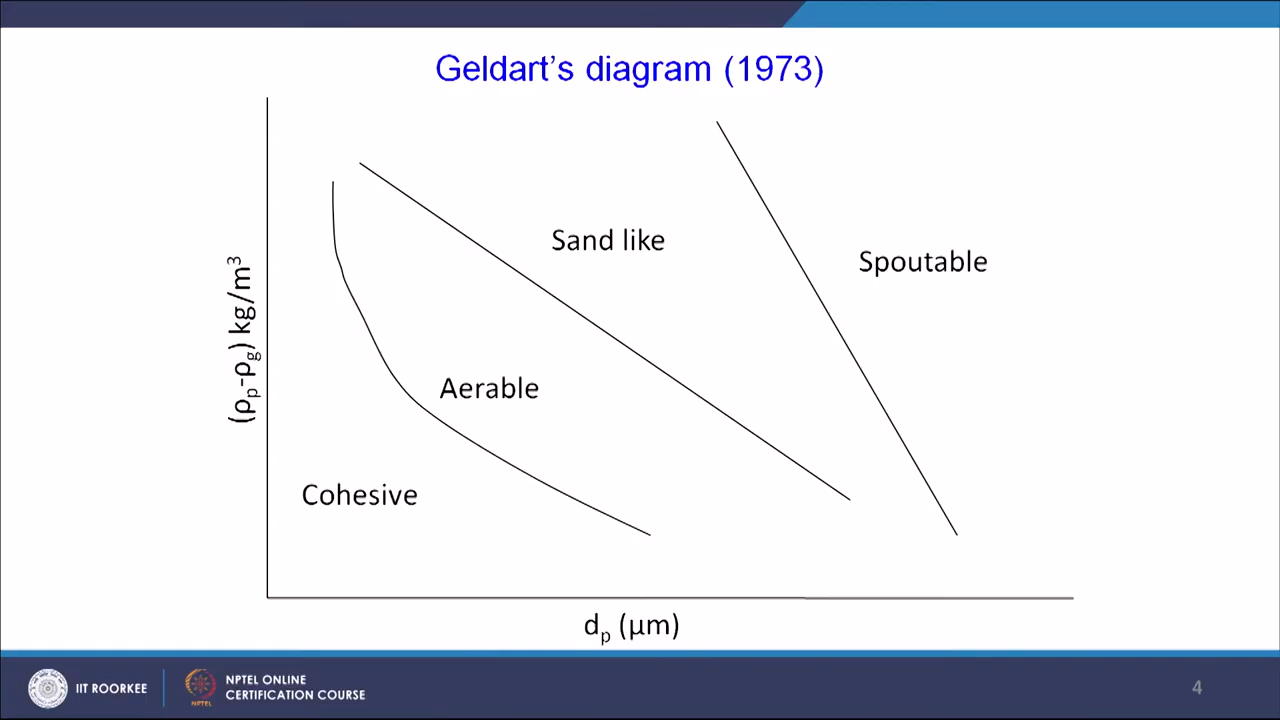 Geldart's diagram (1973)
Sand like
Spoutable
(ρp-ρg) kg/m³
Aerable
Cohesive
dp (μm)
IIT ROORKEE
NPTEL
NPTEL ONLINE
CERTIFICATION COURSE
4